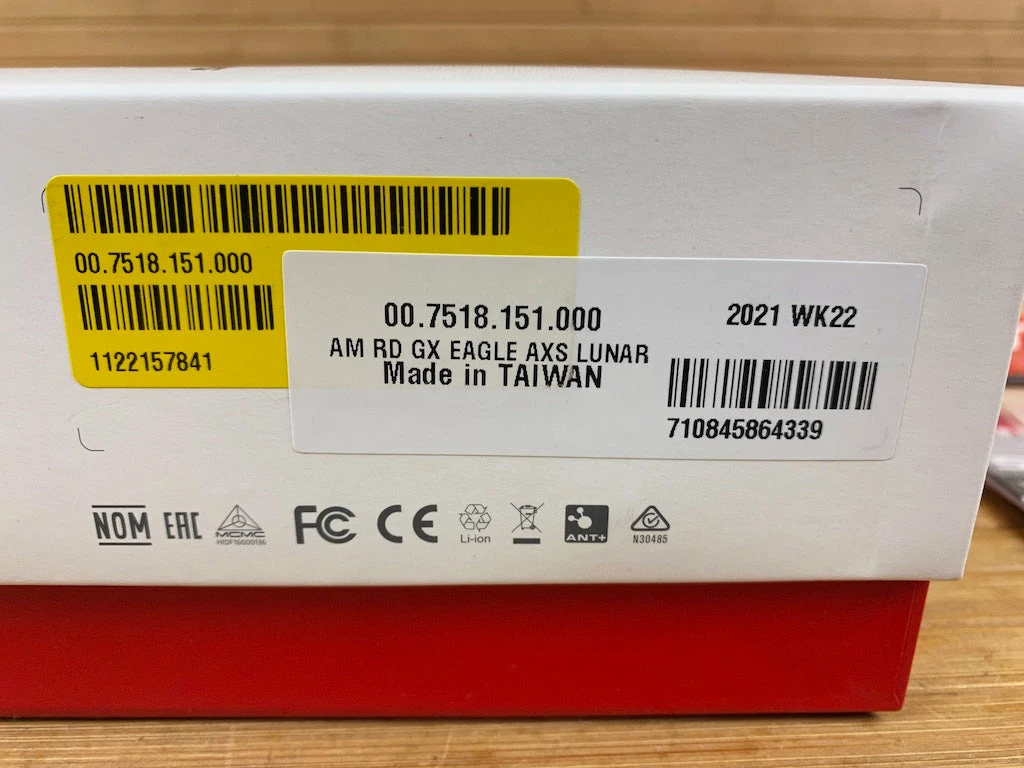 00.7518.151.000
1122157841
00.7518.151.000
AM RD GX EAGLE AXS LUNAR
Made in TAIWAN
2021 WK22
710845864339
NOM EAC MCMC FC CE Li-ion ANT+ N30485